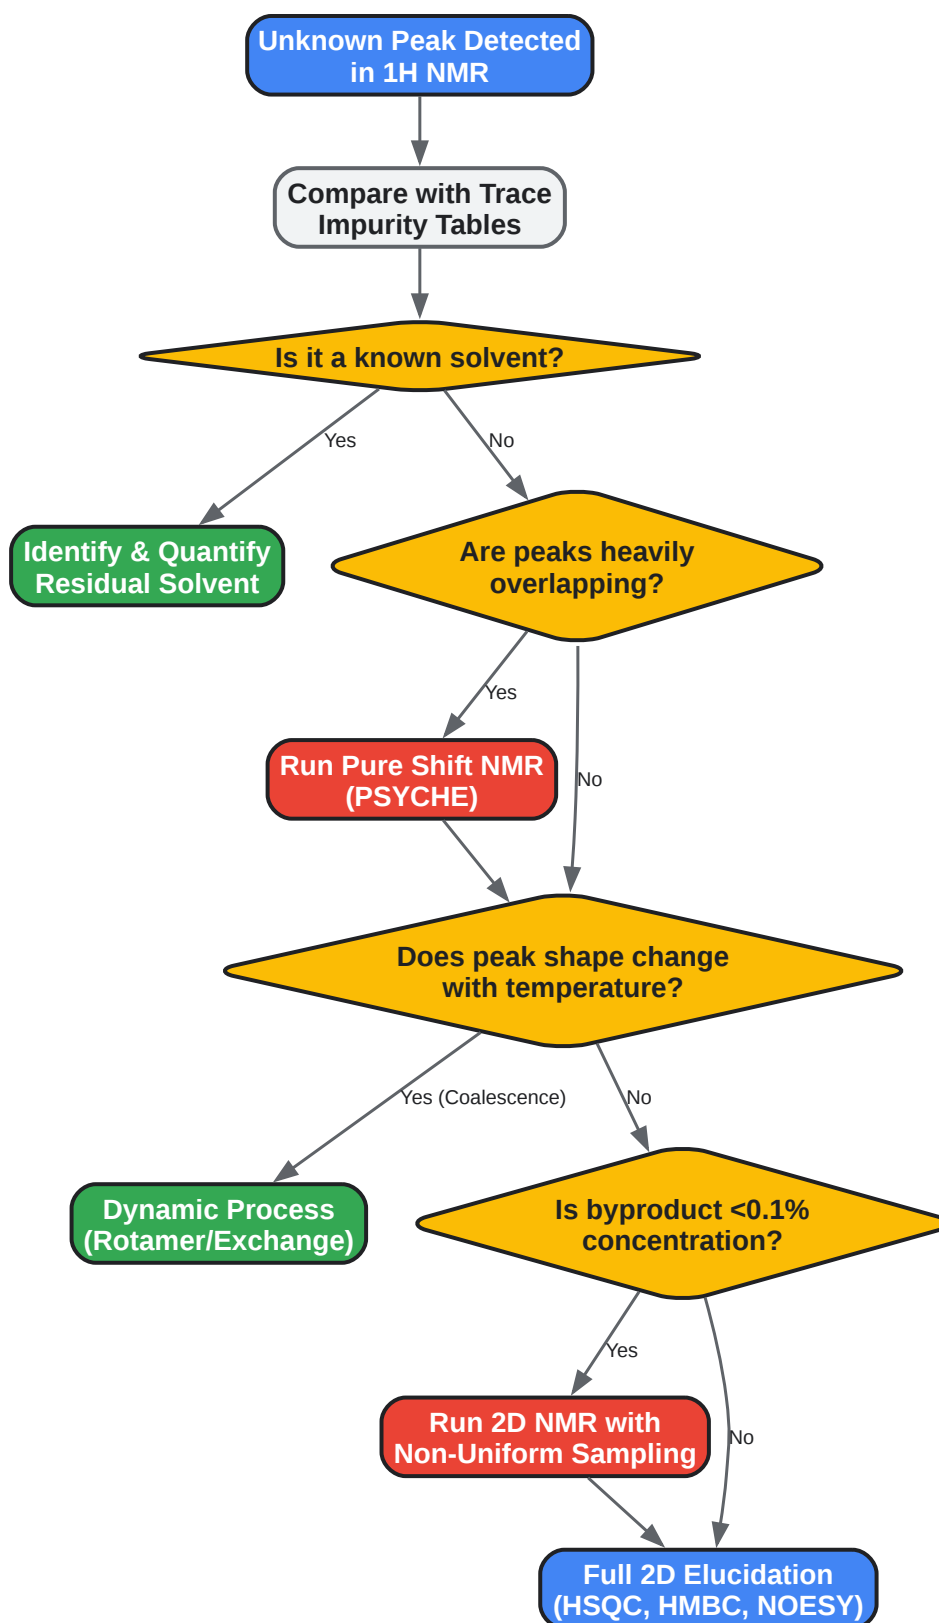 Unknown Peak Detected
in 1H NMR
Compare with Trace
Impurity Tables
Is it a known solvent?
Yes
No
Identify & Quantify
Residual Solvent
Are peaks heavily
overlapping?
Yes
Run Pure Shift NMR
(PSYCHE)
No
Does peak shape change
with temperature?
Yes (Coalescence)
No
Dynamic Process
(Rotamer/Exchange)
Is byproduct <0.1%
concentration?
Yes
Run 2D NMR with
Non-Uniform Sampling
No
Full 2D Elucidation
(HSQC, HMBC, NOESY)